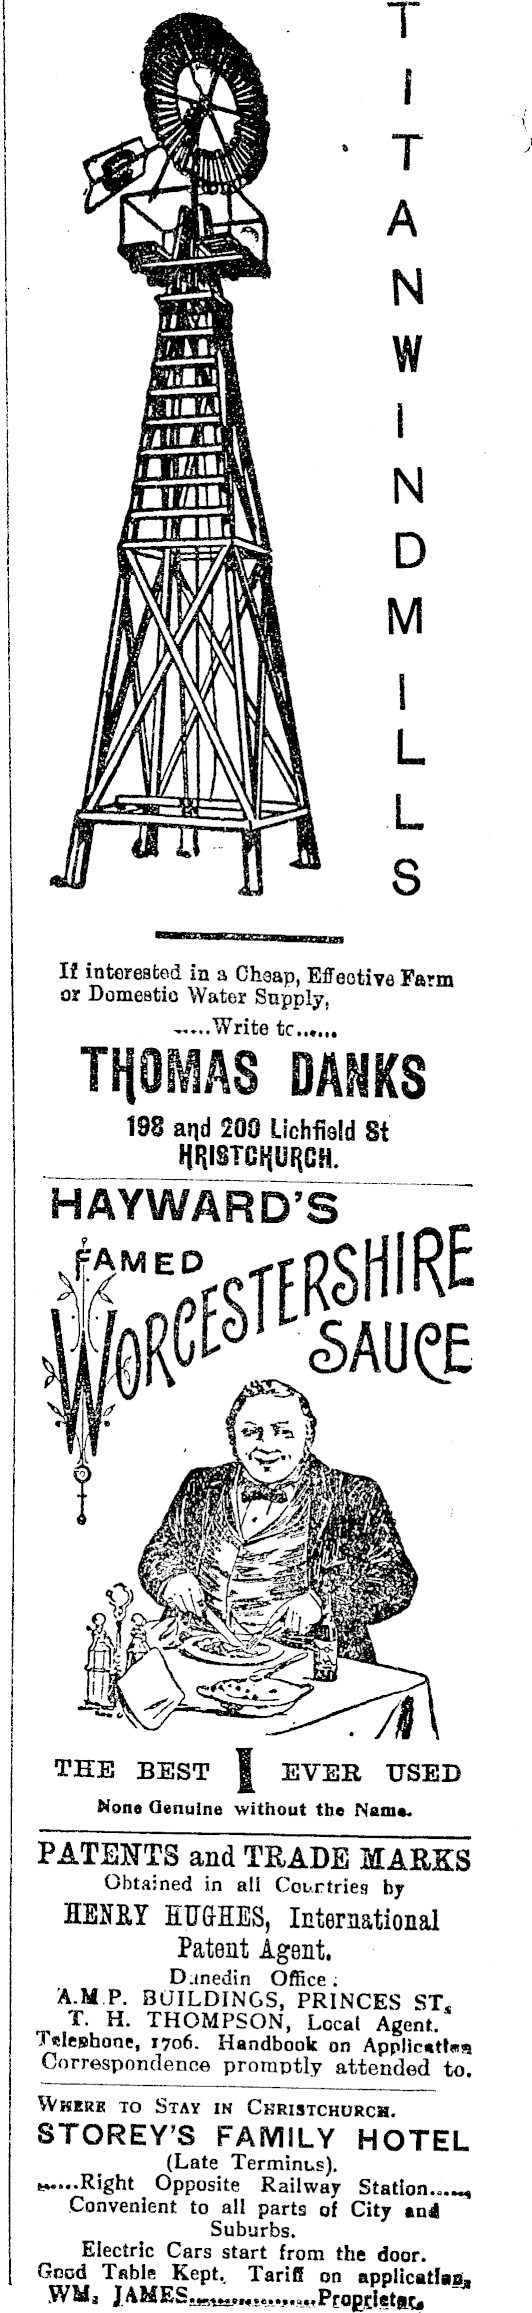 TITAN WINDMILLS
If interested in a Cheap, Effective Farm
or Domestic Water Supply,
......Write to......
THOMAS DANKS
198 and 200 Lichfield St
HRISTCHURCH.
HAYWARD'S
FAMED
WORCESTERSHIRE
SAUCE
THE BEST I EVER USED
None Genuine without the Name.
PATENTS and TRADE MARKS
Obtained in all Countries by
HENRY HUGHES, International
Patent Agent.
Dunedin Office:
A.M.P. BUILDINGS, PRINCES ST.
T. H. THOMPSON, Local Agent.
Telephone, 1706. Handbook on Application
Correspondence promptly attended to.
WHERE TO STAY IN CHRISTCHURCH.
STOREY'S FAMILY HOTEL
(Late Terminus).
......Right Opposite Railway Station......
Convenient to all parts of City and
Suburbs.
Electric Cars start from the door.
Good Table Kept. Tariff on application.
WM. JAMES....................Proprietor.